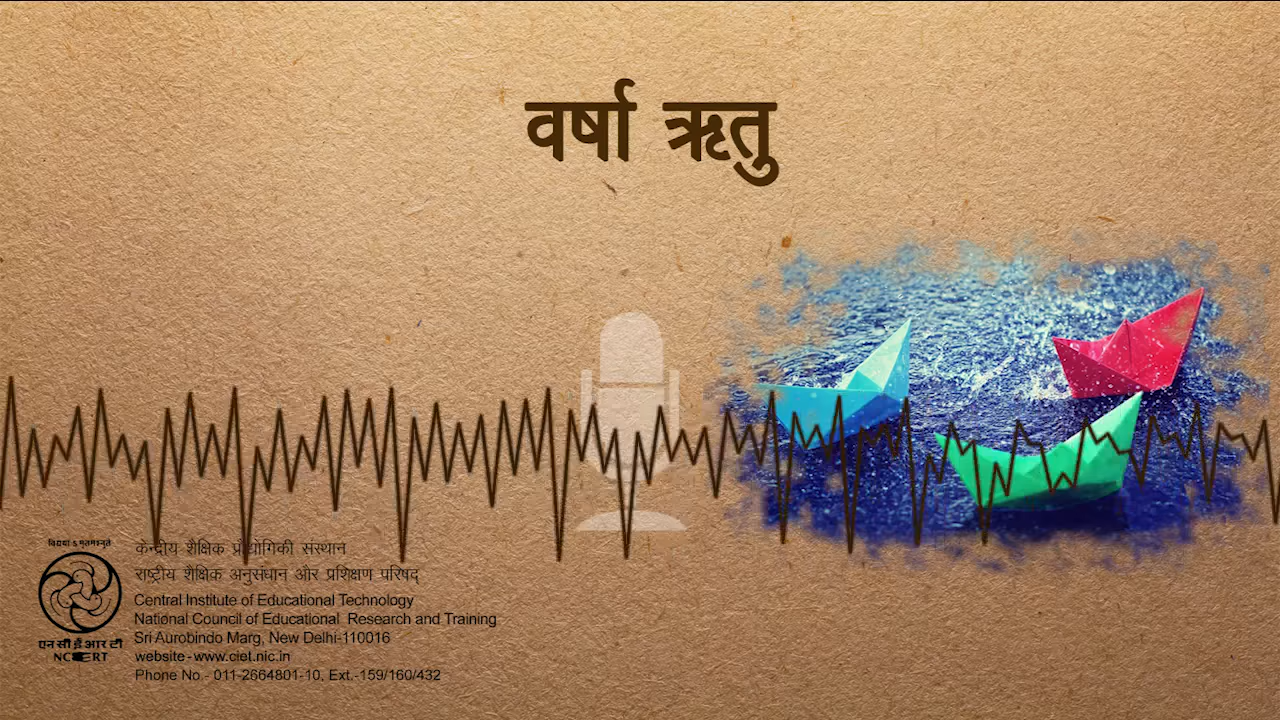 वर्षा ऋतु
विद्यया ऽ मृतमश्नुते
एन सी ई आर टी
NCERT
केन्द्रीय शैक्षिक प्रौद्योगिकी संस्थान
राष्ट्रीय शैक्षिक अनुसंधान और प्रशिक्षण परिषद्
Central Institute of Educational Technology
National Council of Educational Research and Training
Sri Aurobindo Marg, New Delhi-110016
website - www.ciet.nic.in
Phone No.- 011-2664801-10, Ext.-159/160/432